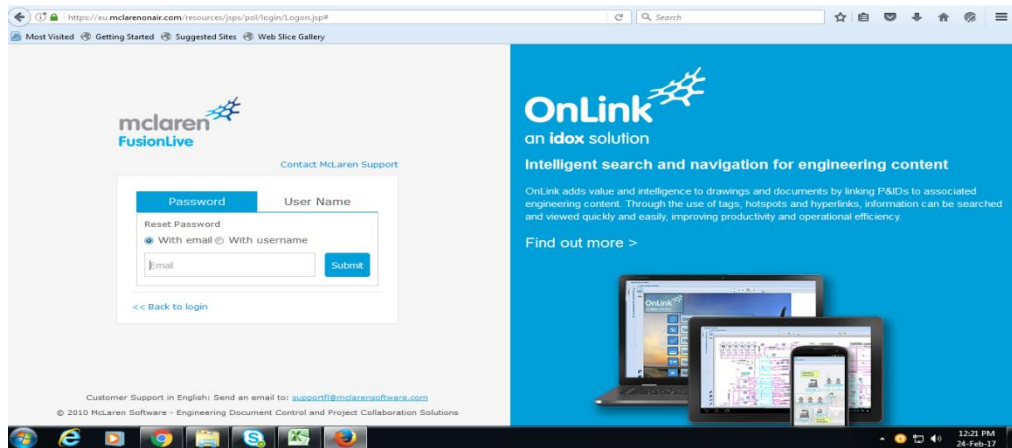 https://eu.mclarenonair.com/resources/jsps/pol/login/Logon.jsp#
Search
Most Visited Getting Started Suggested Sites Web Slice Gallery
mclaren
FusionLive
Contact McLaren Support
Password User Name
Reset Password
With email With username
Email Submit
<< Back to login
Customer Support in English: Send an email to: supportfl@mclarensoftware.com
© 2010 McLaren Software - Engineering Document Control and Project Collaboration Solutions
OnLink
an idox solution
Intelligent search and navigation for engineering content
OnLink adds value and intelligence to drawings and documents by linking P&IDs to associated
engineering content. Through the use of tags, hotspots and hyperlinks, information can be searched
and viewed quickly and easily, improving productivity and operational efficiency.
Find out more >
OnLink
12:21 PM
24-Feb-17